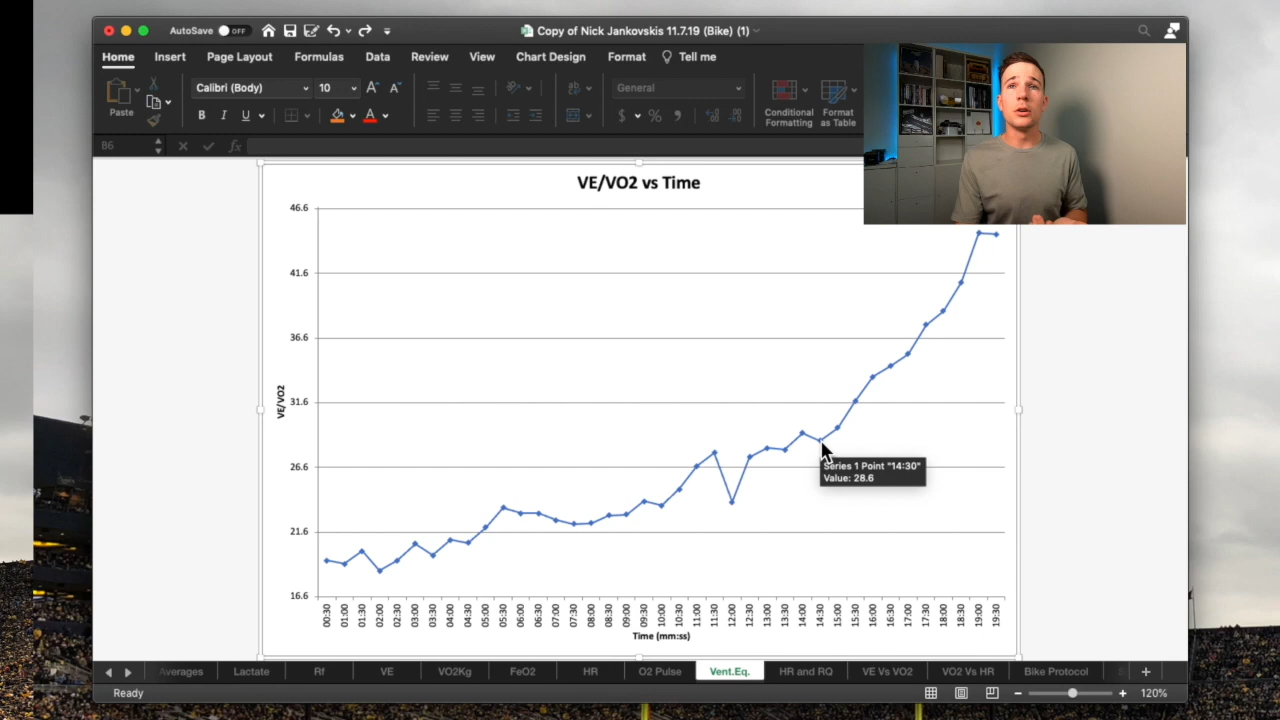 AutoSave OFF
Copy of Nick Jankovskis 11.7.19 (Bike) (1)
Home Insert Page Layout Formulas Data Review View Chart Design Format Tell me
Calibri (Body) 10 General
Paste B I U $ % Conditional Formatting Format as Table
B6 fx
VE/VO2 vs Time
46.6
41.6
36.6
31.6
26.6
21.6
16.6
VE/VO2
Series 1 Point "14:30"
Value: 28.6
00:30 01:00 01:30 02:00 02:30 03:00 03:30 04:00 04:30 05:00 05:30 06:00 06:30 07:00 07:30 08:00 08:30 09:00 09:30 10:00 10:30 11:00 11:30 12:00 12:30 13:00 13:30 14:00 14:30 15:00 15:30 16:00 16:30 17:00 17:30 18:00 18:30 19:00 19:30
Time (mm:ss)
Averages Lactate Rf VE VO2Kg FeO2 HR O2 Pulse Vent.Eq. HR and RQ VE Vs VO2 VO2 Vs HR Bike Protocol
Ready 120%